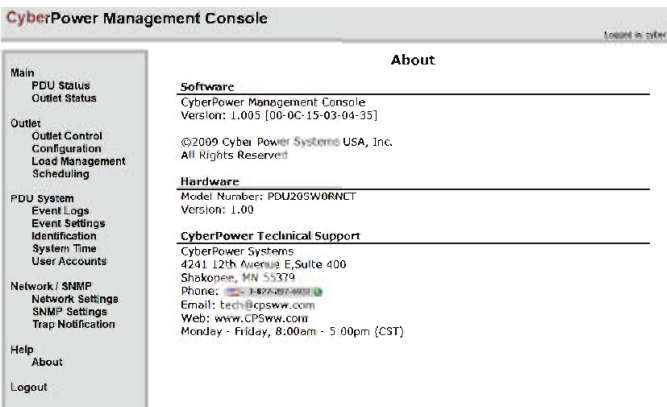 CyberPower Management Console
Logged in: cyber
Main
PDU Status
Outlet Status
Outlet
Outlet Control
Configuration
Load Management
Scheduling
PDU System
Event Logs
Event Settings
Identification
System Time
User Accounts
Network / SNMP
Network Settings
SNMP Settings
Trap Notification
Help
About
Logout
About
Software
CyberPower Management Console
Version: 1.005 [00-0C-15-03-04-35]
©2009 Cyber Power Systems USA, Inc.
All Rights Reserved
Hardware
Model Number: PDU20SW0RNCT
Version: 1.00
CyberPower Technical Support
CyberPower Systems
4241 12th Avenue E,Suite 400
Shakopee, MN 55379
Phone:
Email: tech@cpsww.com
Web: www.CPSww.com
Monday - Friday, 8:00am - 5:00pm (CST)